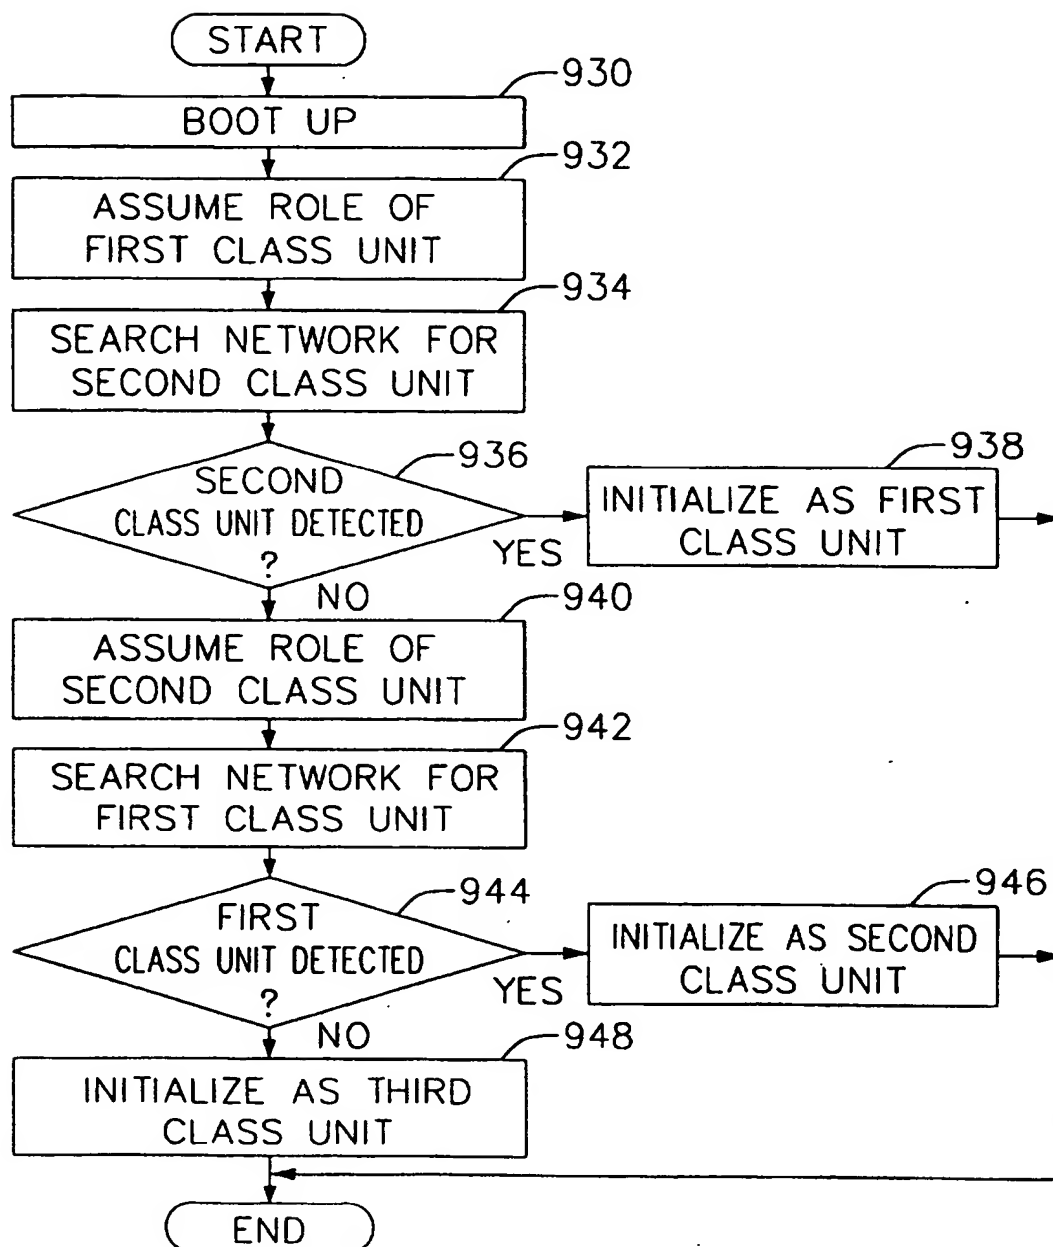 START
930
BOOT UP
932
ASSUME ROLE OF
FIRST CLASS UNIT
934
SEARCH NETWORK FOR
SECOND CLASS UNIT
936
SECOND
CLASS UNIT DETECTED
?
YES
NO
938
INITIALIZE AS FIRST
CLASS UNIT
940
ASSUME ROLE OF
SECOND CLASS UNIT
942
SEARCH NETWORK FOR
FIRST CLASS UNIT
944
FIRST
CLASS UNIT DETECTED
?
YES
NO
946
INITIALIZE AS SECOND
CLASS UNIT
948
INITIALIZE AS THIRD
CLASS UNIT
END